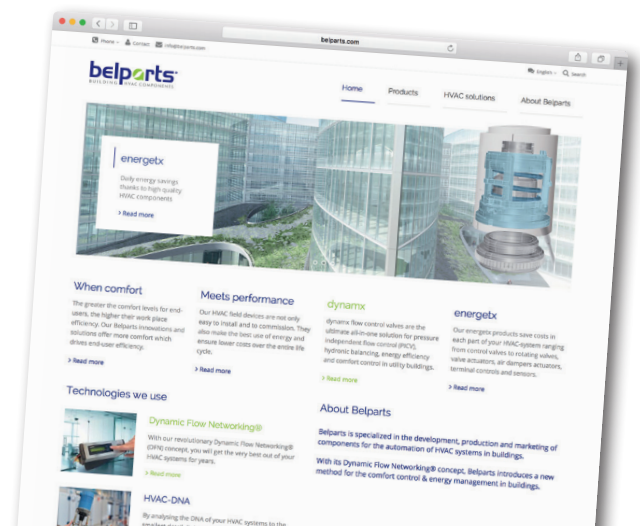 belparts.com
Home
Contact
info@belparts.com
English
Search
belparts
BUILDING HVAC COMPONENTS
Home
Products
HVAC solutions
About Belparts
energetx
Daily energy savings
thanks to high quality
HVAC components
> Read more
When comfort
The greater the comfort levels for end-
users, the higher their work place
efficiency. Our Belparts innovations and
solutions offer more comfort which
drives end-user efficiency.
> Read more
Meets performance
Our HVAC field devices are not only
easy to install and to commission. They
also make the best use of energy and
ensure lower costs over the entire life
cycle.
> Read more
dynamx
dynamx flow control valves are the
ultimate all-in-one solution for pressure
independent flow control (PICV),
hydronic balancing, energy efficiency
and comfort control in utility buildings.
> Read more
energetx
Our energetx products save costs in
each part of your HVAC-system ranging
from control valves to rotating valves,
valve actuators, air dampers actuators,
terminal controls and sensors.
> Read more
Technologies we use
Dynamic Flow Networking®
With our revolutionary Dynamic Flow Networking®
(DFN) concept, you will get the very best out of your
HVAC systems for years.
> Read more
HVAC-DNA
By analysing the DNA of your HVAC systems to the
About Belparts
Belparts is specialized in the development, production and marketing of
components for the automation of HVAC systems in buildings.
With its Dynamic Flow Networking® concept, Belparts introduces a new
method for the comfort control & energy management in buildings.